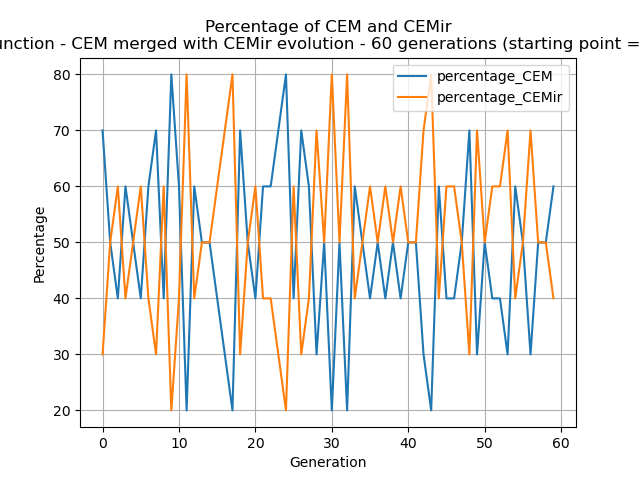 Percentage of CEM and CEMir
unction - CEM merged with CEMir evolution - 60 generations (starting point =
percentage_CEM
percentage_CEMir
Percentage
80
70
60
50
40
30
20
0 10 20 30 40 50 60
Generation